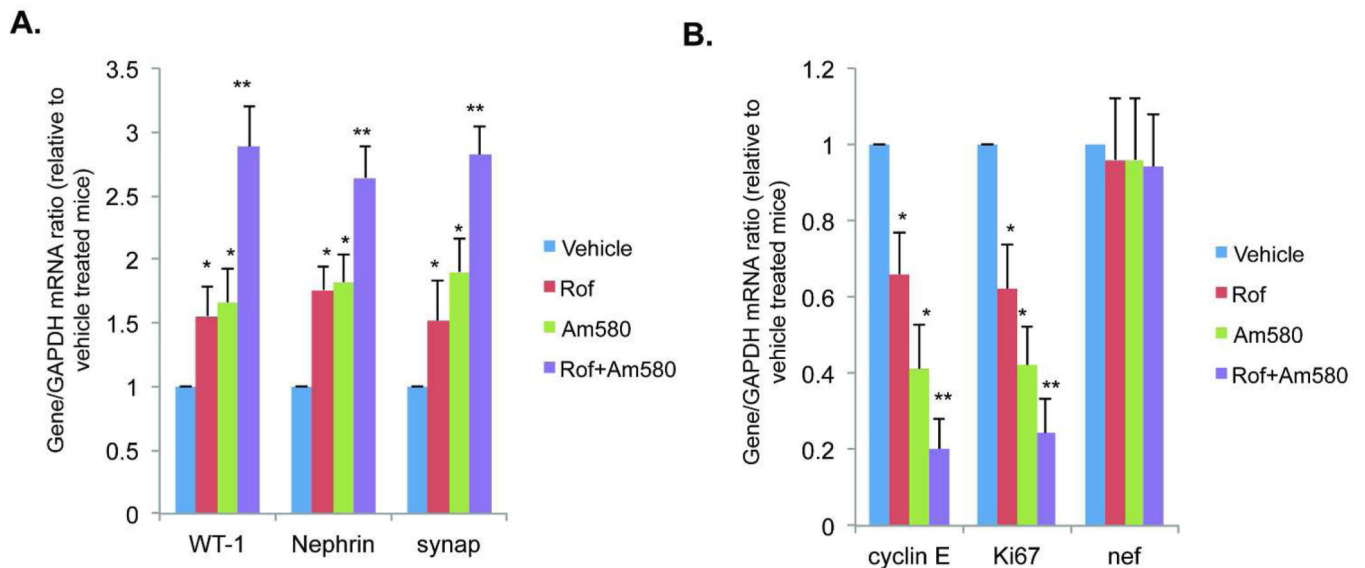 A.
Gene/GAPDH mRNA ratio (relative to
vehicle treated mice)
3.5
3
2.5
2
1.5
1
0.5
0
*
*
**
*
*
**
*
*
**
WT-1
Nephrin
synap
Vehicle
Rof
Am580
Rof+Am580
B.
Gene/GAPDH mRNA ratio (relative to
vehicle treated mice)
1.2
1
0.8
0.6
0.4
0.2
0
*
*
**
*
*
**
cyclin E
Ki67
nef
Vehicle
Rof
Am580
Rof+Am580